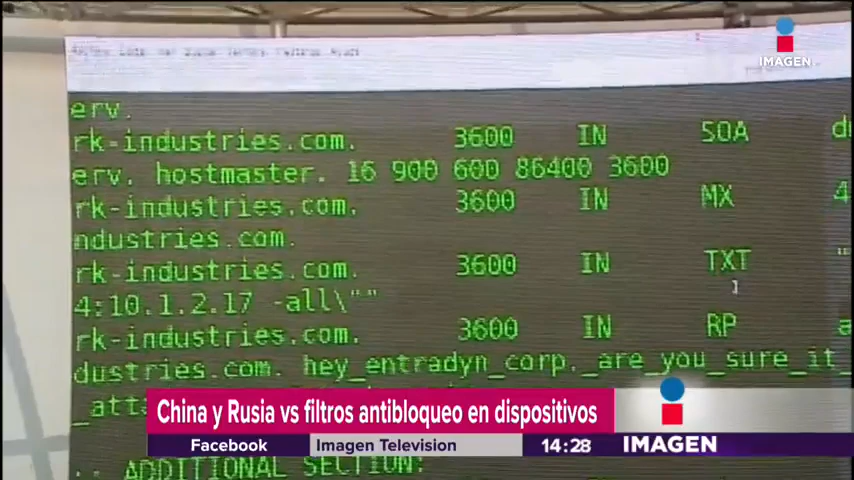 IMAGEN
erv.
rk-industries.com. 3600 IN SOA
erv. hostmaster. 16 900 600 86400 3600
rk-industries.com. 3600 IN MX 4
ndustries.com.
rk-industries.com. 3600 IN TXT "
4:10.1.2.17 -all\""
rk-industries.com. 3600 IN RP a
dustries.com. hey_entradyn_corp._are_you_sure_it_
_atta
China y Rusia vs filtros antibloqueo en dispositivos
Facebook Imagen Television 14:28 IMAGEN
;; ADDITIONAL SECTION: